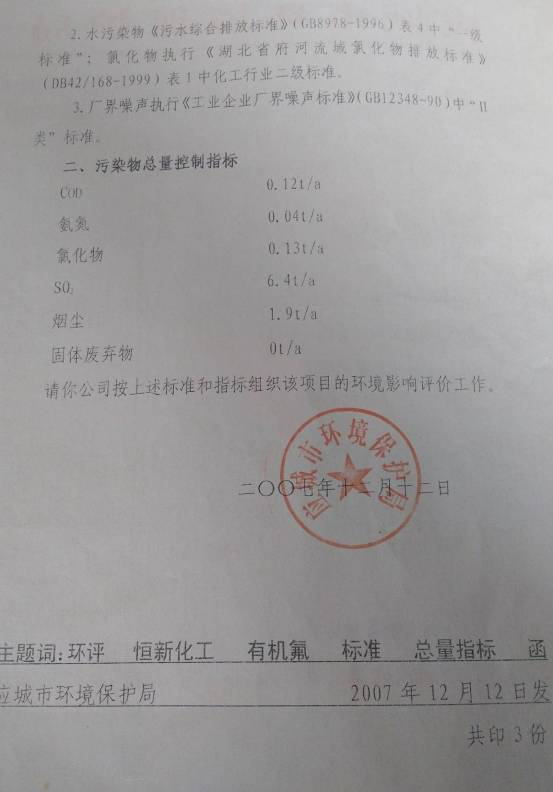 2.水污染物《污水综合排放标准》(GB8978-1996)表4中“一级
标准”；氯化物执行《湖北省府河流域氯化物排放标准》
(DB42/168-1999)表1中化工行业二级标准。
3.厂界噪声执行《工业企业厂界噪声标准》(GB12348-90)中“II
类”标准。
二、污染物总量控制指标
COD 0.12t/a
氨氮 0.04t/a
氯化物 0.13t/a
SO₂ 6.4t/a
烟尘 1.9t/a
固体废弃物 0t/a
请你公司按上述标准和指标组织该项目的环境影响评价工作。
应城市环境保护局
二〇〇七年十二月十二日
主题词:环评 恒新化工 有机氟 标准 总量指标 函
应城市环境保护局 2007年12月12日发
共印3份